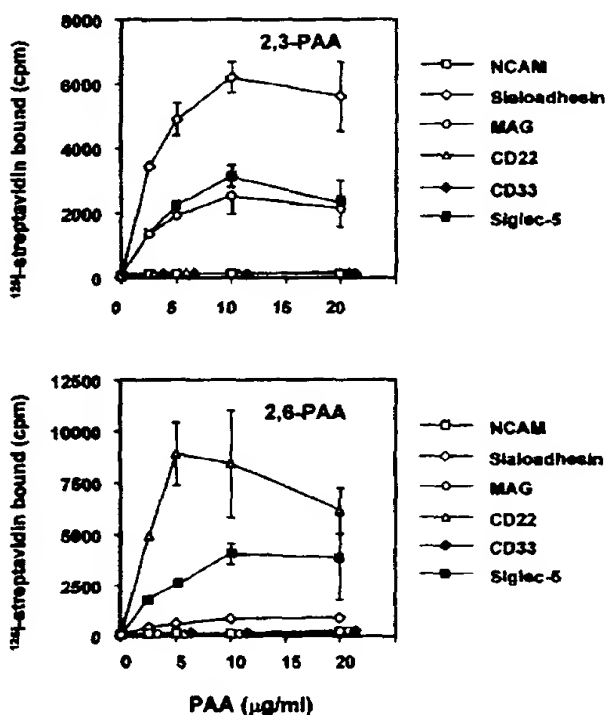 2,3-PAA
¹²⁵I-streptavidin bound (cpm)
8000
6000
4000
2000
0
0 5 10 15 20
NCAM
Sialoadhesin
MAG
CD22
CD33
Siglec-5
2,6-PAA
¹²⁵I-streptavidin bound (cpm)
12500
10000
7500
5000
2500
0
0 5 10 15 20
PAA (µg/ml)
NCAM
Sialoadhesin
MAG
CD22
CD33
Siglec-5